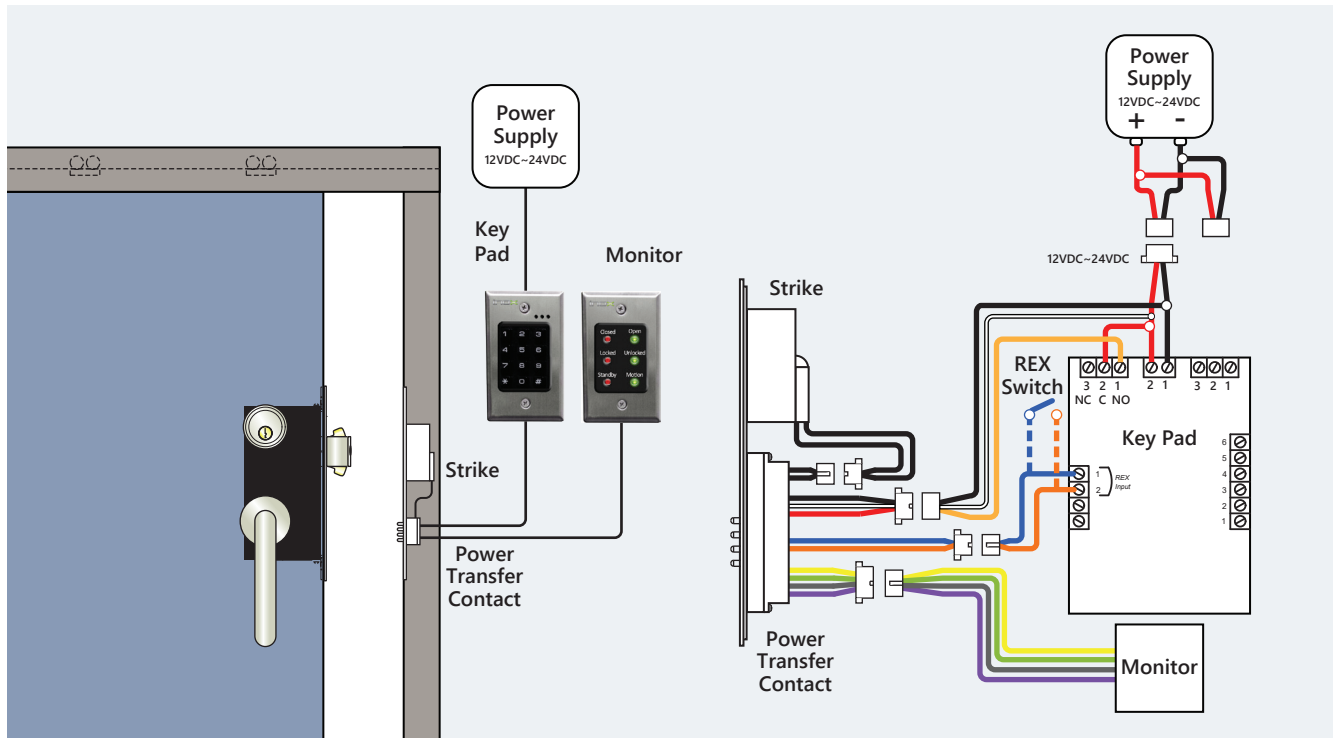 Power
Supply
12VDC~24VDC
Key
Pad
Monitor
1 2 3
4 5 6
7 8 9
* 0 #
Closed Open
Locked Unlocked
Standby Motion
Strike
Power
Transfer
Contact
Power
Supply
12VDC~24VDC
+ -
12VDC~24VDC
Strike
REX
Switch
3 2 1
NC C NO
2 1
3 2 1
Key Pad
1
2
REX
Input
6
5
4
3
2
1
Power
Transfer
Contact
Monitor